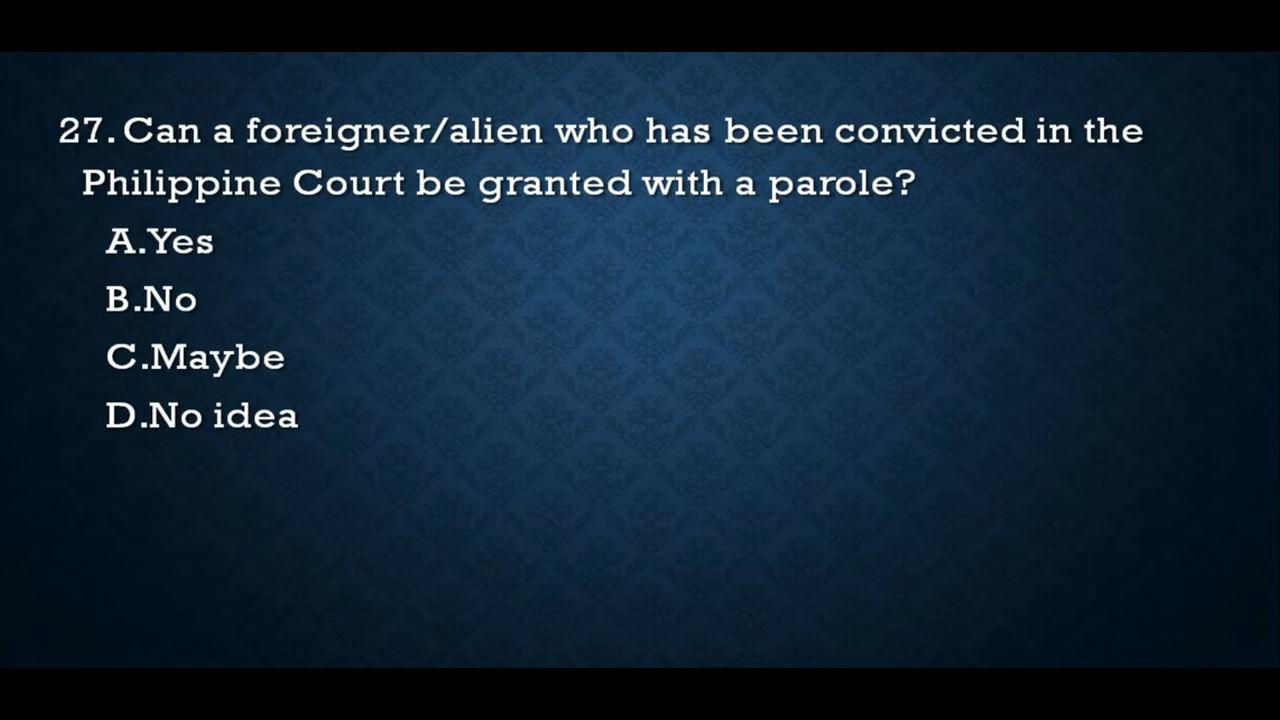 27. Can a foreigner/alien who has been convicted in the
Philippine Court be granted with a parole?
A.Yes
B.No
C.Maybe
D.No idea